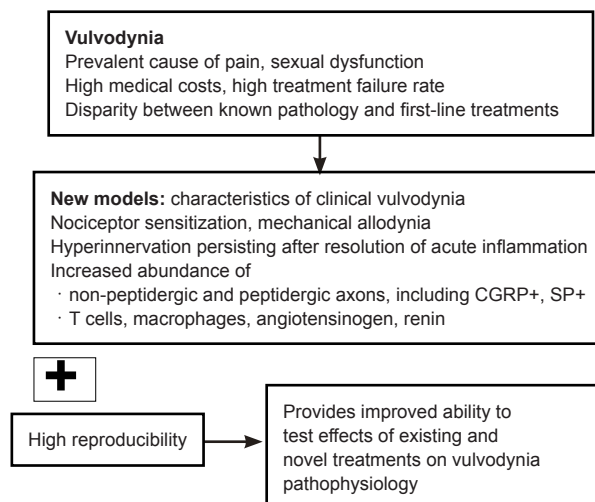 Vulvodynia
Prevalent cause of pain, sexual dysfunction
High medical costs, high treatment failure rate
Disparity between known pathology and first-line treatments
New models: characteristics of clinical vulvodynia
Nociceptor sensitization, mechanical allodynia
Hyperinnervation persisting after resolution of acute inflammation
Increased abundance of
· non-peptidergic and peptidergic axons, including CGRP+, SP+
· T cells, macrophages, angiotensinogen, renin
+
High reproducibility
Provides improved ability to
test effects of existing and
novel treatments on vulvodynia
pathophysiology